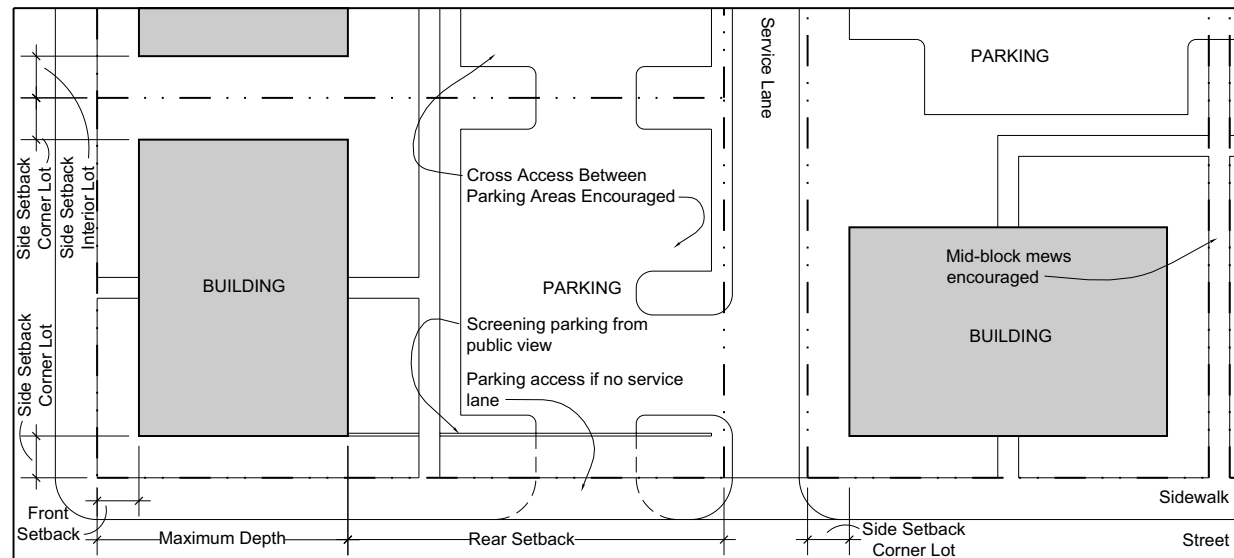 Service Lane
PARKING
Side Setback
Corner Lot
Side Setback
Interior Lot
Cross Access Between
Parking Areas Encouraged
Mid-block mews
encouraged
BUILDING
PARKING
Screening parking from
public view
BUILDING
Side Setback
Corner Lot
Parking access if no service
lane
Sidewalk
Front
Setback
Maximum Depth
Rear Setback
Side Setback
Corner Lot
Street